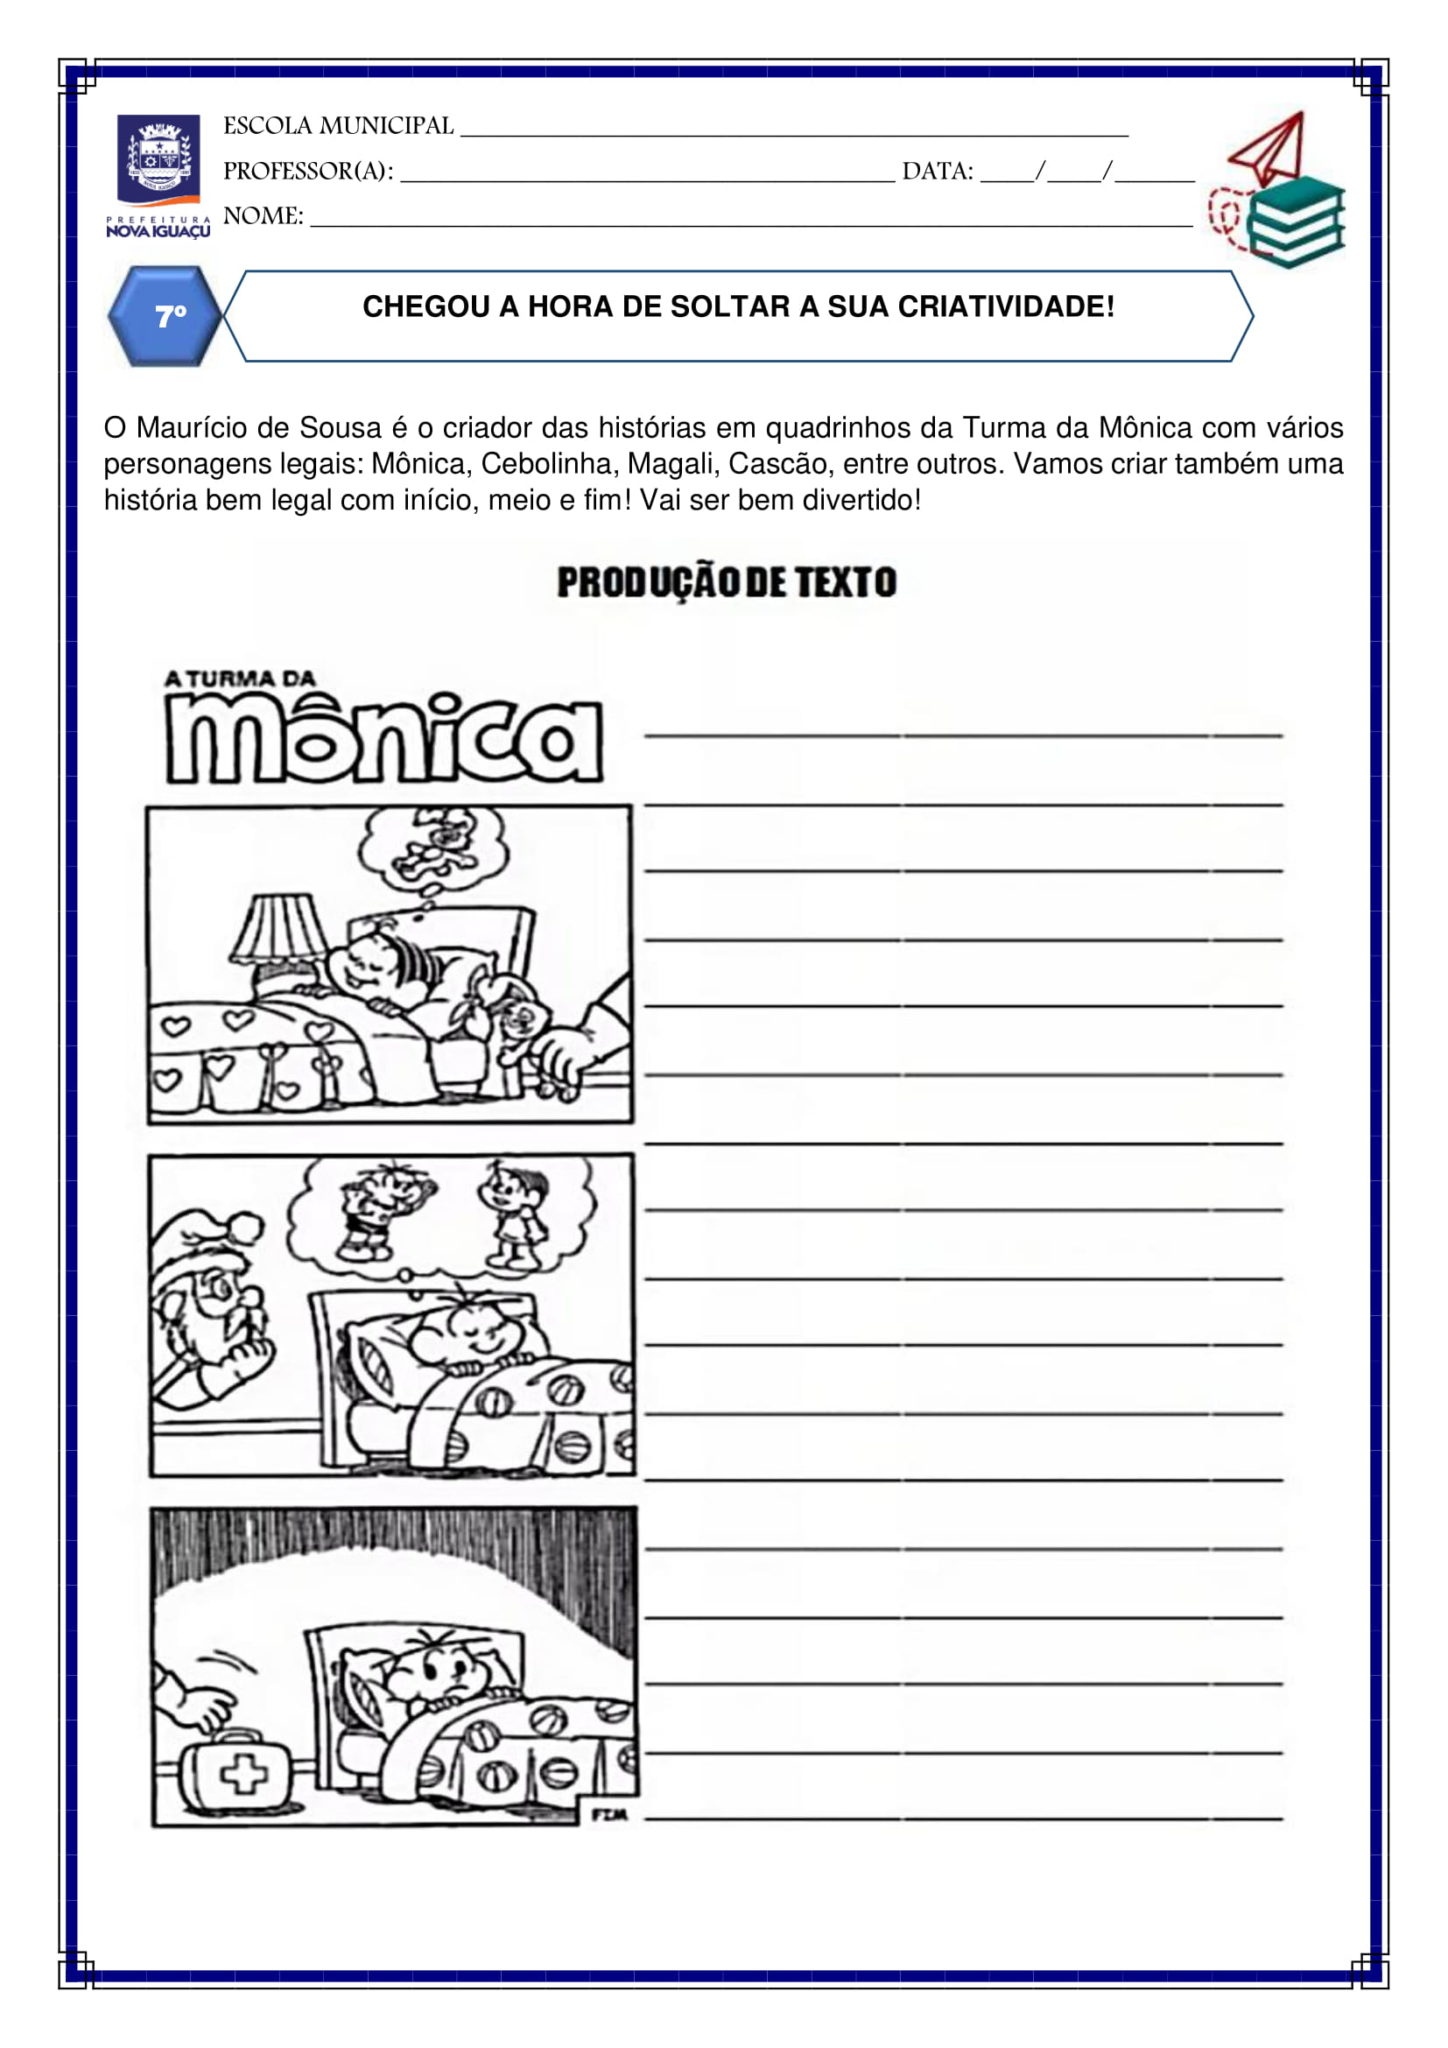 ESCOLA MUNICIPAL
PROFESSOR(A): DATA: / /
PREFEITURA
NOVA IGUAÇU
NOME:
7º
CHEGOU A HORA DE SOLTAR A SUA CRIATIVIDADE!
O Maurício de Sousa é o criador das histórias em quadrinhos da Turma da Mônica com vários
personagens legais: Mônica, Cebolinha, Magali, Cascão, entre outros. Vamos criar também uma
história bem legal com início, meio e fim! Vai ser bem divertido!
PRODUÇÃO DE TEXTO
A TURMA DA
mônica
FIM